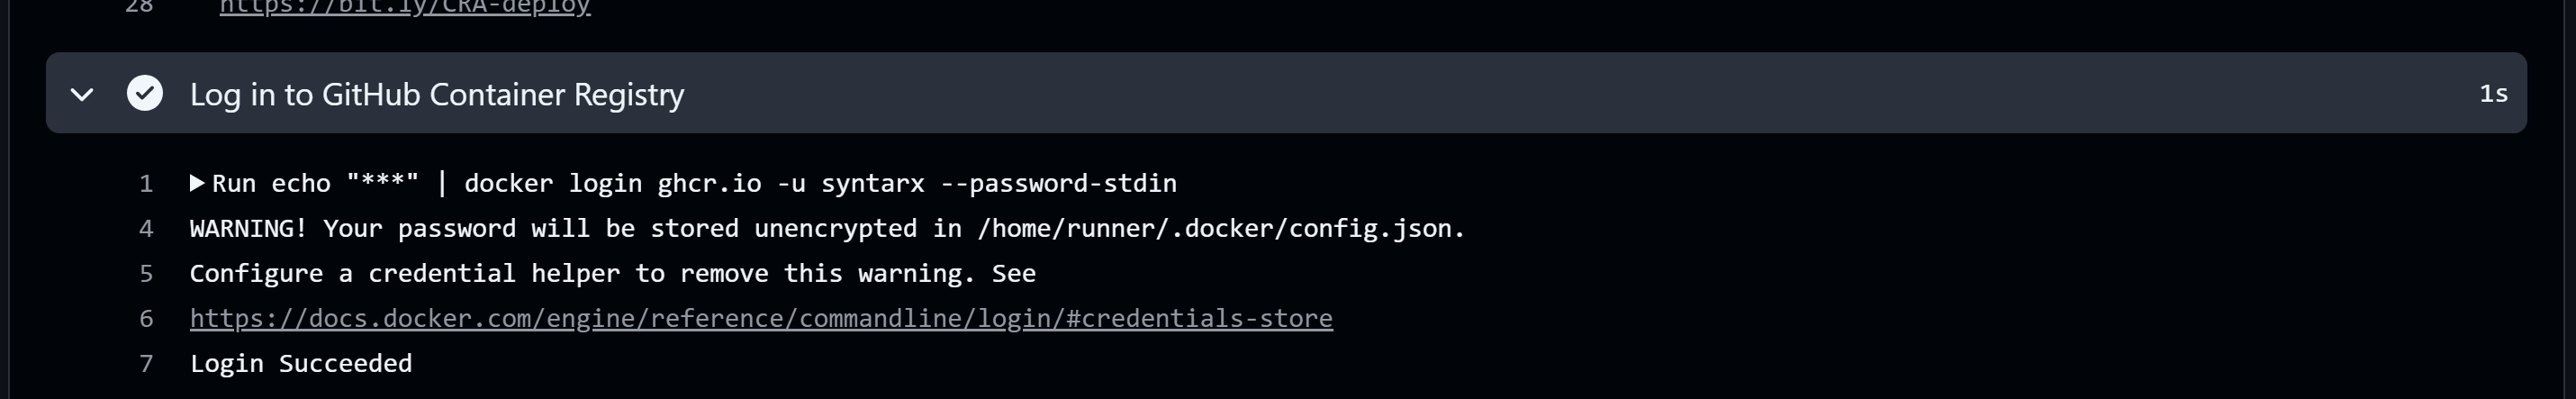 28 https://bit.ly/CRA-deploy
Log in to GitHub Container Registry 1s
1 ▶Run echo "***" | docker login ghcr.io -u syntarx --password-stdin
4 WARNING! Your password will be stored unencrypted in /home/runner/.docker/config.json.
5 Configure a credential helper to remove this warning. See
6 https://docs.docker.com/engine/reference/commandline/login/#credentials-store
7 Login Succeeded